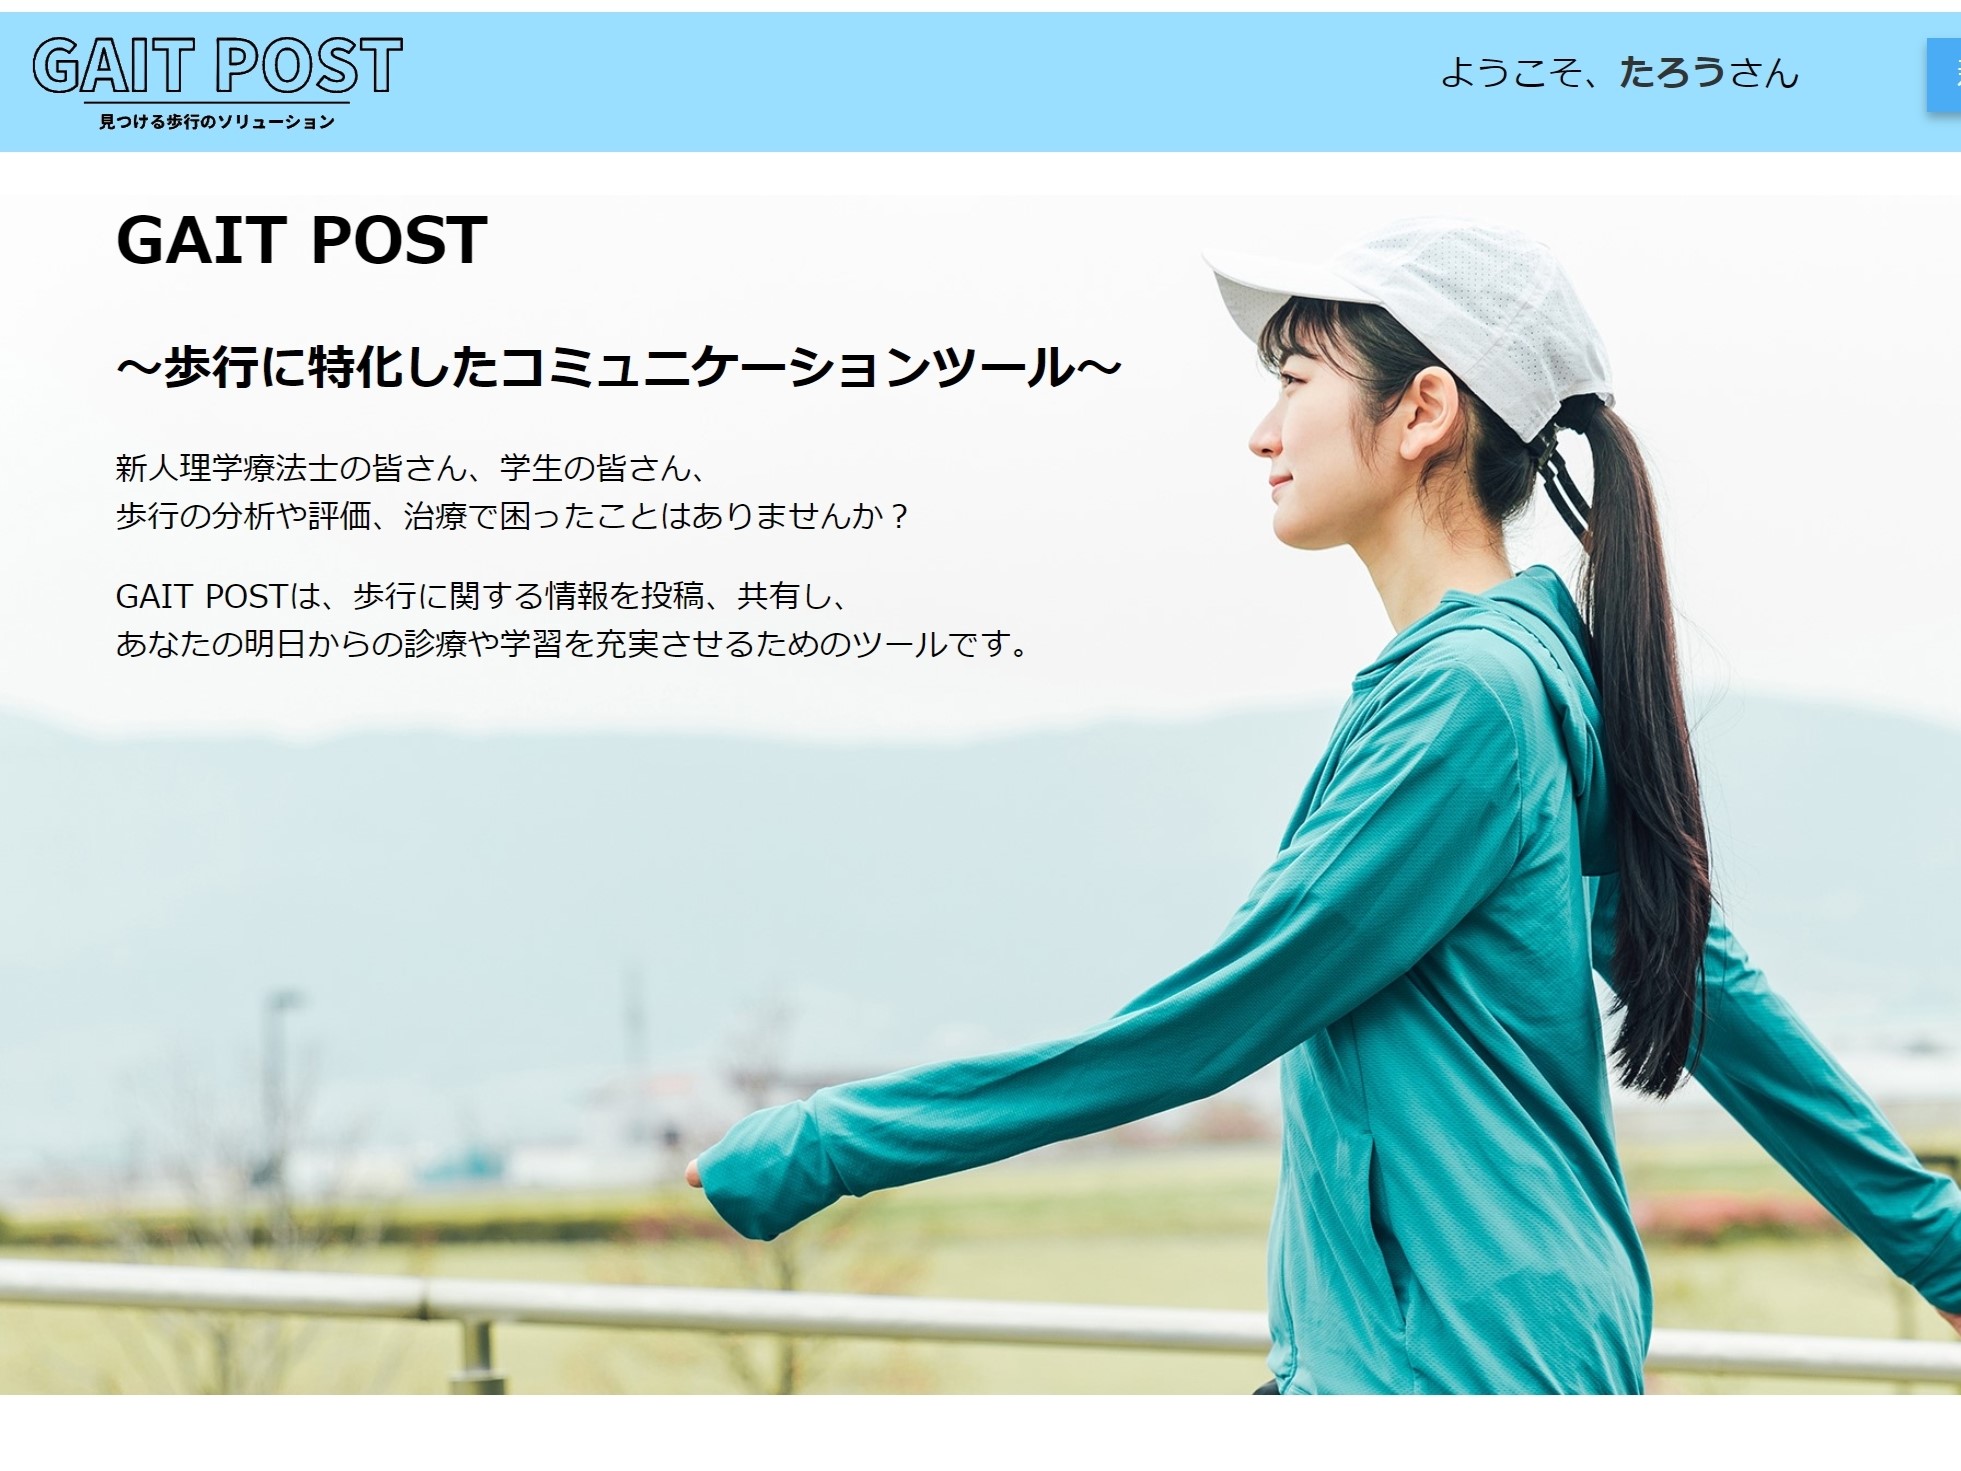 GAIT POST
見つける歩行のソリューション
ようこそ、たろうさん
GAIT POST
～歩行に特化したコミュニケーションツール～
新人理学療法士の皆さん、学生の皆さん、
歩行の分析や評価、治療で困ったことはありませんか？
GAIT POSTは、歩行に関する情報を投稿、共有し、
あなたの明日からの診療や学習を充実させるためのツールです。